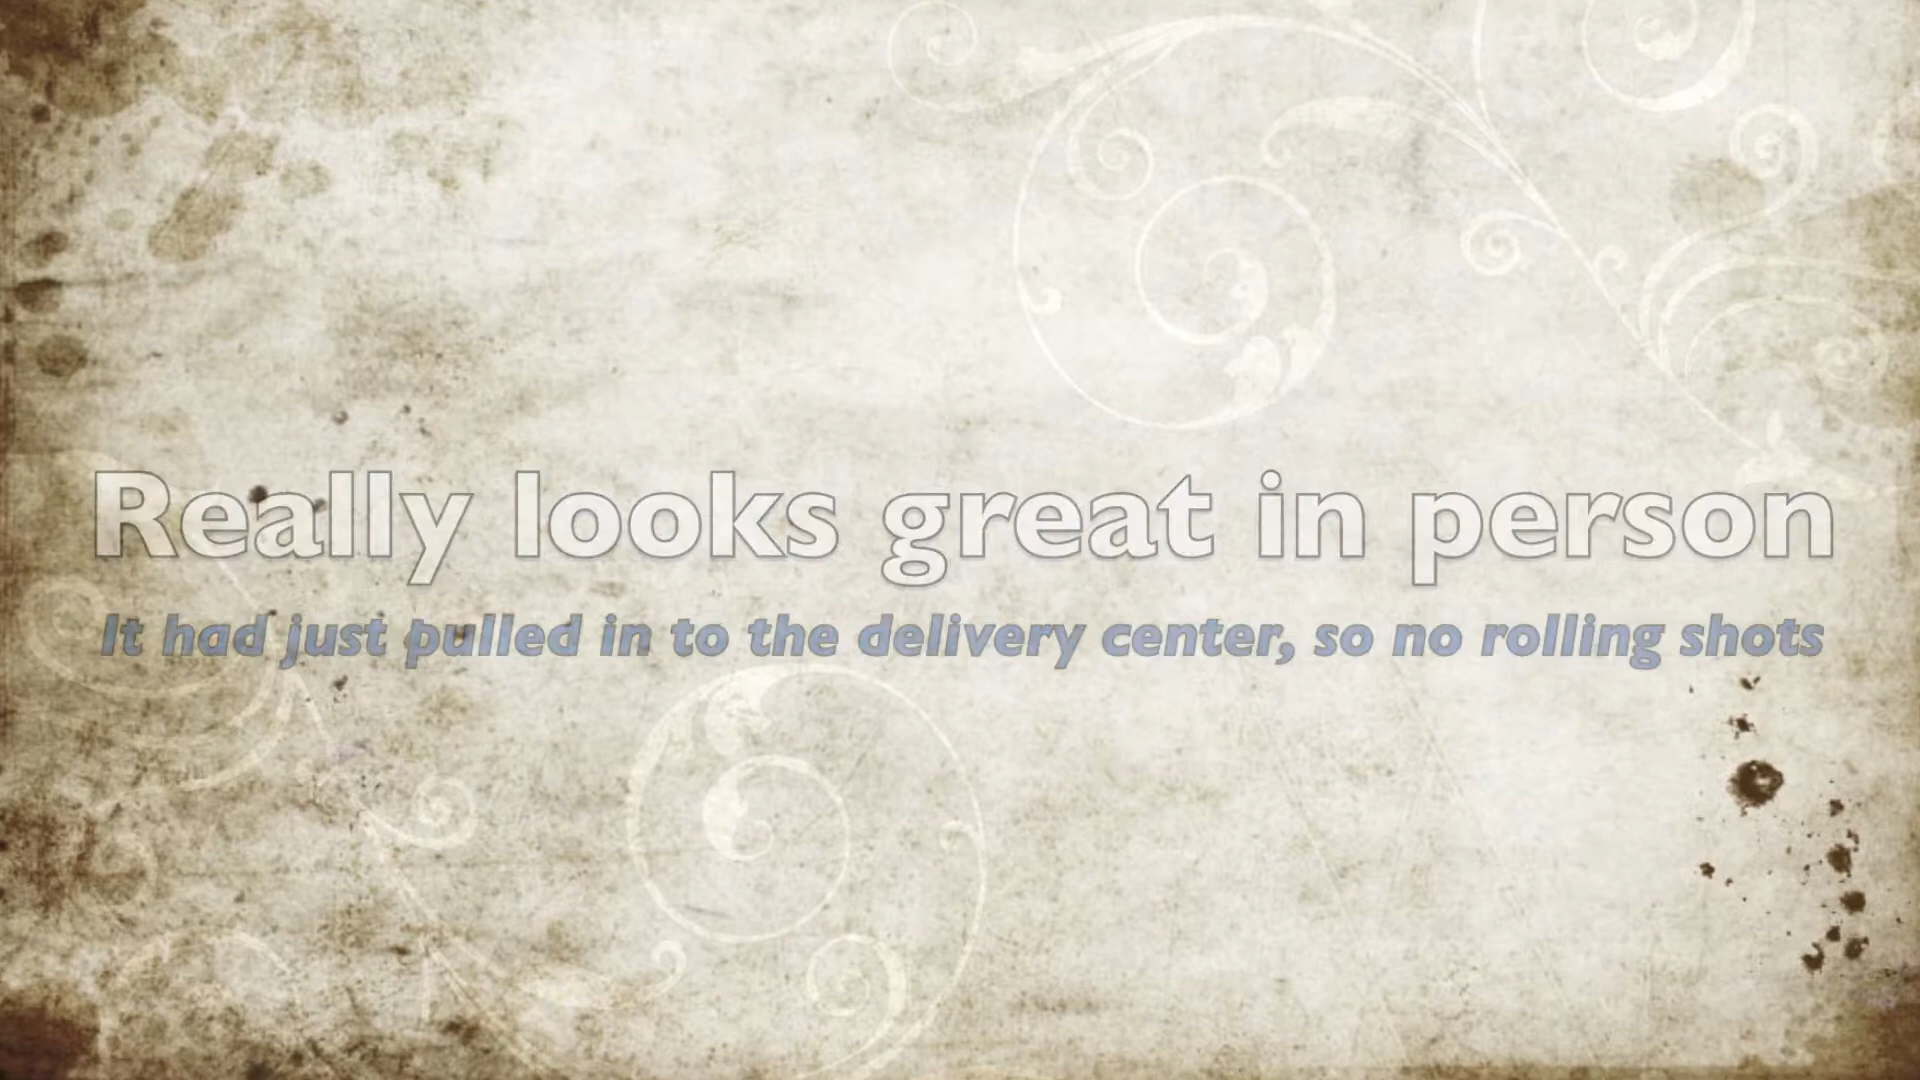 Really looks great in person
It had just pulled in to the delivery center, so no rolling shots